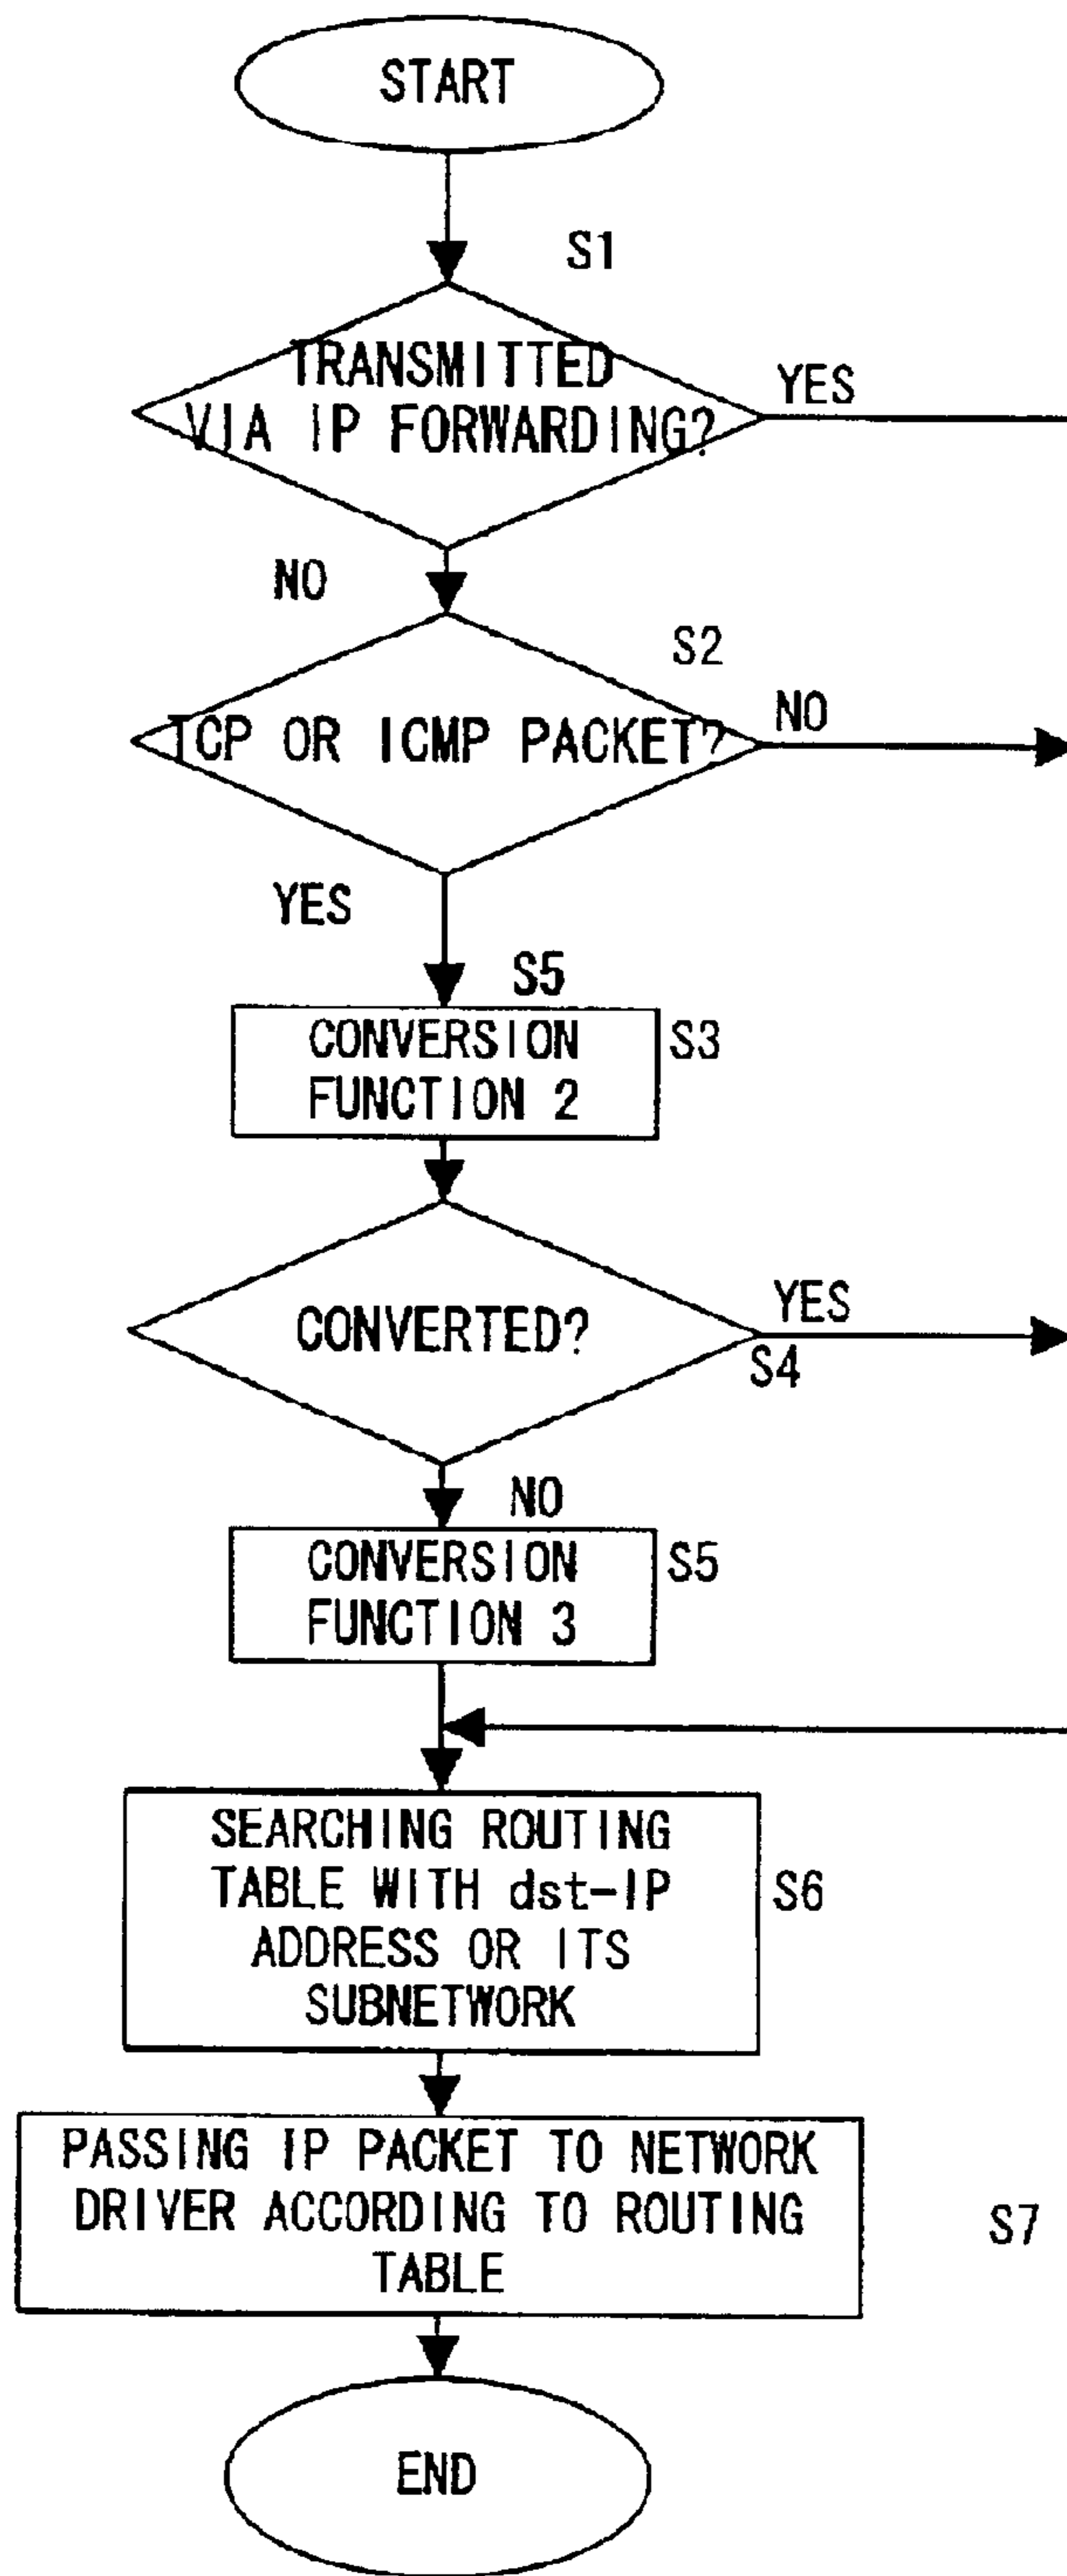 START
S1
TRANSMITTED
VIA IP FORWARDING?
YES
NO
S2
TCP OR ICMP PACKET?
NO
YES
S5
CONVERSION
FUNCTION 2
S3
CONVERTED?
YES
S4
NO
CONVERSION
FUNCTION 3
S5
SEARCHING ROUTING
TABLE WITH dst-IP
ADDRESS OR ITS
SUBNETWORK
S6
PASSING IP PACKET TO NETWORK
DRIVER ACCORDING TO ROUTING
TABLE
S7
END